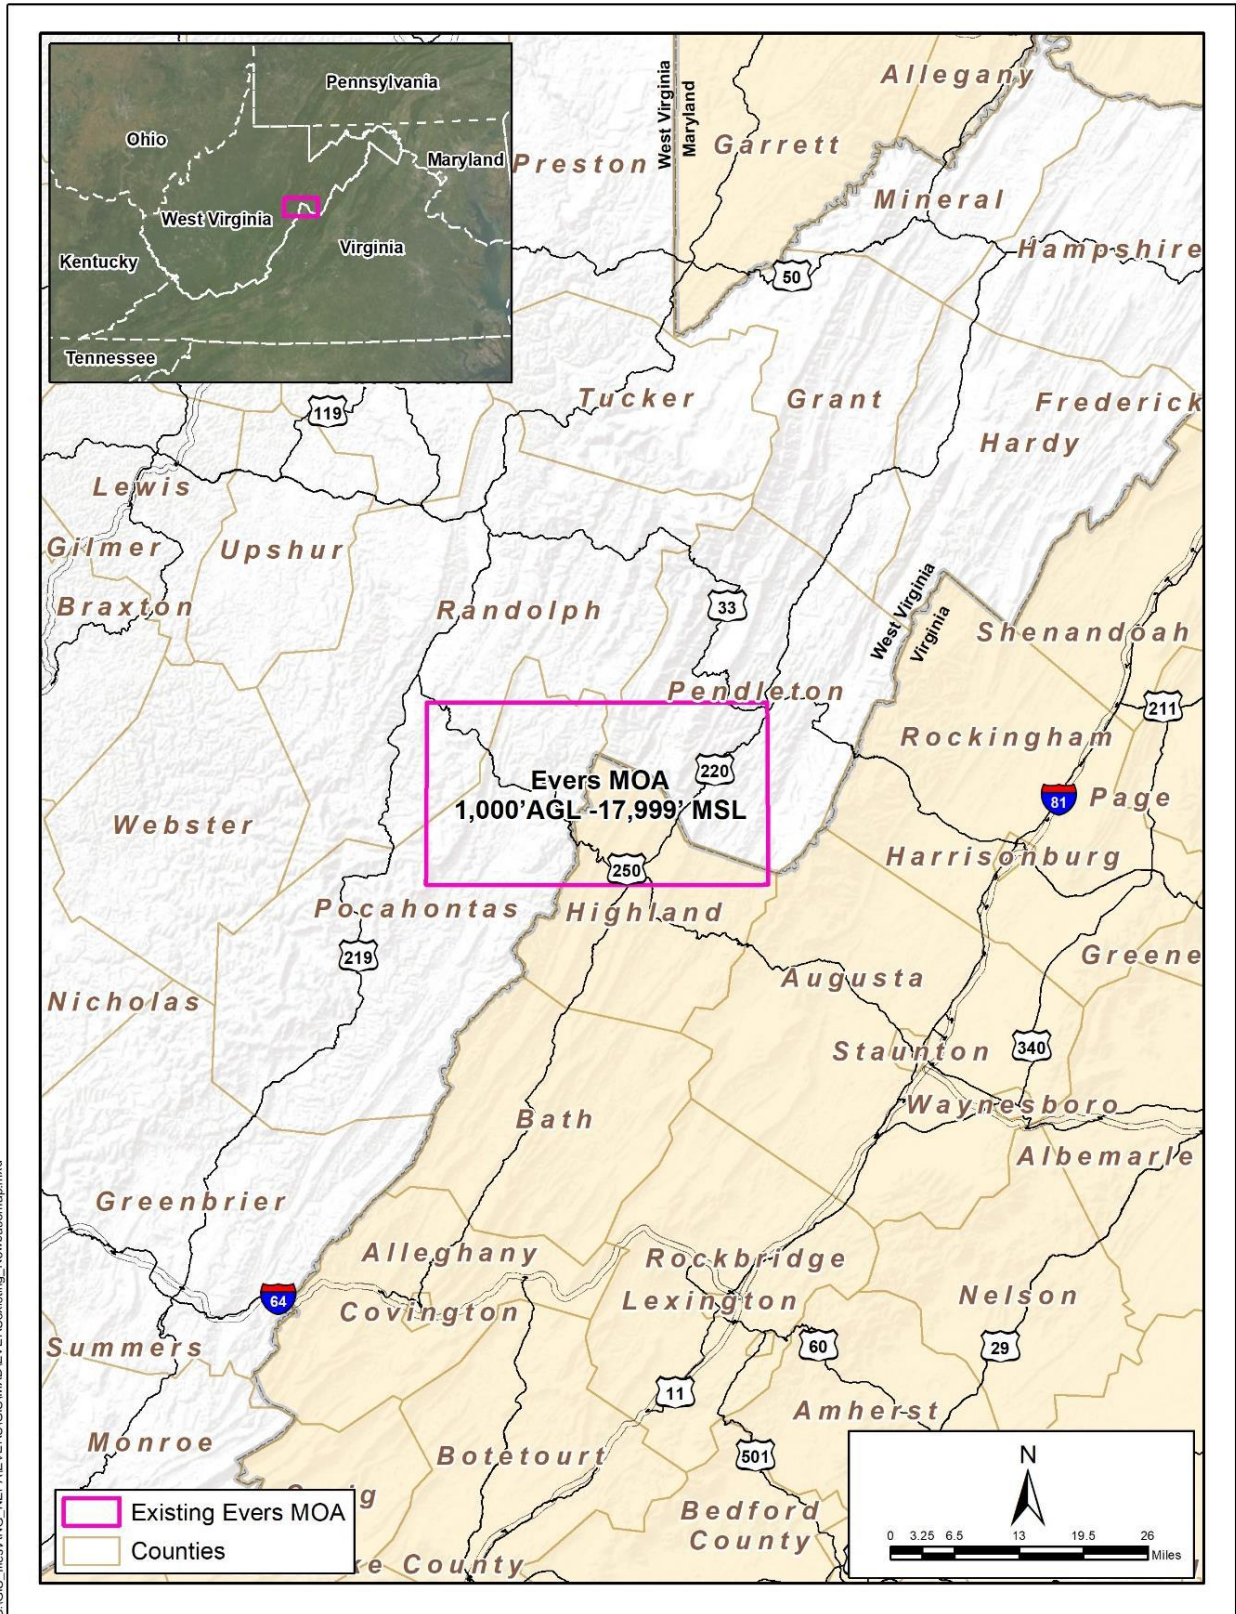 Pennsylvania
Ohio
Maryland
West Virginia
Virginia
Kentucky
Tennessee
West Virginia
Maryland
Allegany
Garrett
Preston
Mineral
Hampshire
50
119
Tucker
Grant
Frederick
Hardy
Lewis
Gilmer
Upshur
Braxton
Randolph
33
West Virginia
Virginia
Shenandoah
Pendleton
211
Rockingham
220
Evers MOA
1,000'AGL -17,999' MSL
81
Page
Webster
Harrisonburg
250
Pocahontas
Highland
219
Greene
Augusta
Nicholas
Staunton
340
Waynesboro
Bath
Albemarle
Greenbrier
Alleghany
Rockbridge
64
Covington
Lexington
Nelson
Summers
60
29
11
Amherst
Monroe
Botetourt
501
Bedford
County
County
Existing Evers MOA
Counties
N
0 3.25 6.5 13 19.5 26
Miles